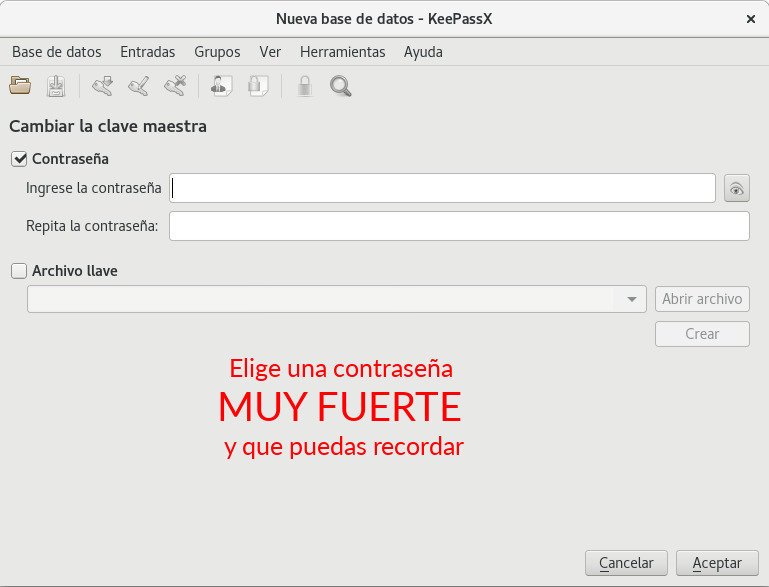 Nueva base de datos - KeePassX
Base de datos Entradas Grupos Ver Herramientas Ayuda
Cambiar la clave maestra
Contraseña
Ingrese la contraseña
Repita la contraseña:
Archivo llave
Abrir archivo
Crear
Elige una contraseña
MUY FUERTE
y que puedas recordar
Cancelar Aceptar